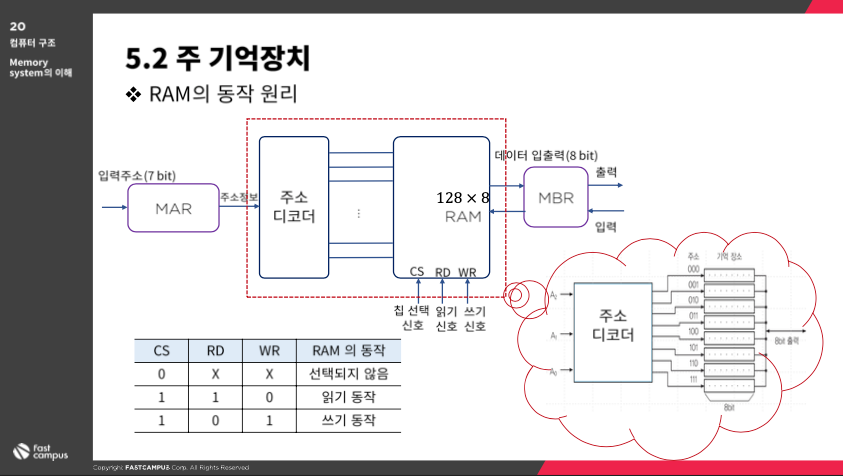 20
컴퓨터 구조
Memory
system의 이해
5.2 주 기억장치
❖ RAM의 동작 원리
입력주소(7 bit)
MAR
주소정보
주소
디코더
⋮
128 × 8
RAM
CS RD WR
칩 선택
신호
읽기
신호
쓰기
신호
데이터 입출력(8 bit)
MBR
출력
입력
CS RD WR RAM 의 동작
0 X X 선택되지 않음
1 1 0 읽기 동작
1 0 1 쓰기 동작
주소 기억 장소
A₂
A₁
A₀
주소
디코더
000
001
010
011
100
101
110
111
8bit 출력
8bit
fast
campus
Copyright FASTCAMPUS Corp. All Rights Reserved